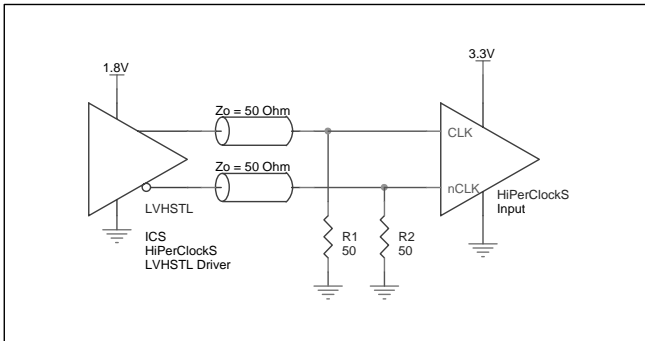 1.8V
3.3V
Zo = 50 Ohm
CLK
Zo = 50 Ohm
nCLK
HiPerClockS
Input
LVHSTL
ICS
HiPerClockS
LVHSTL Driver
R1
50
R2
50